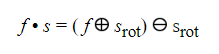 f • s = (f ⊕ s_rot) ⊖ s_rot